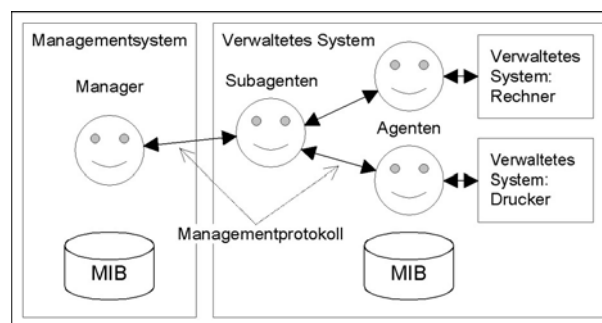 Managementsystem
Verwaltetes System
Manager
Subagenten
Agenten
Verwaltetes
System:
Rechner
Verwaltetes
System:
Drucker
Managementprotokoll
MIB
MIB